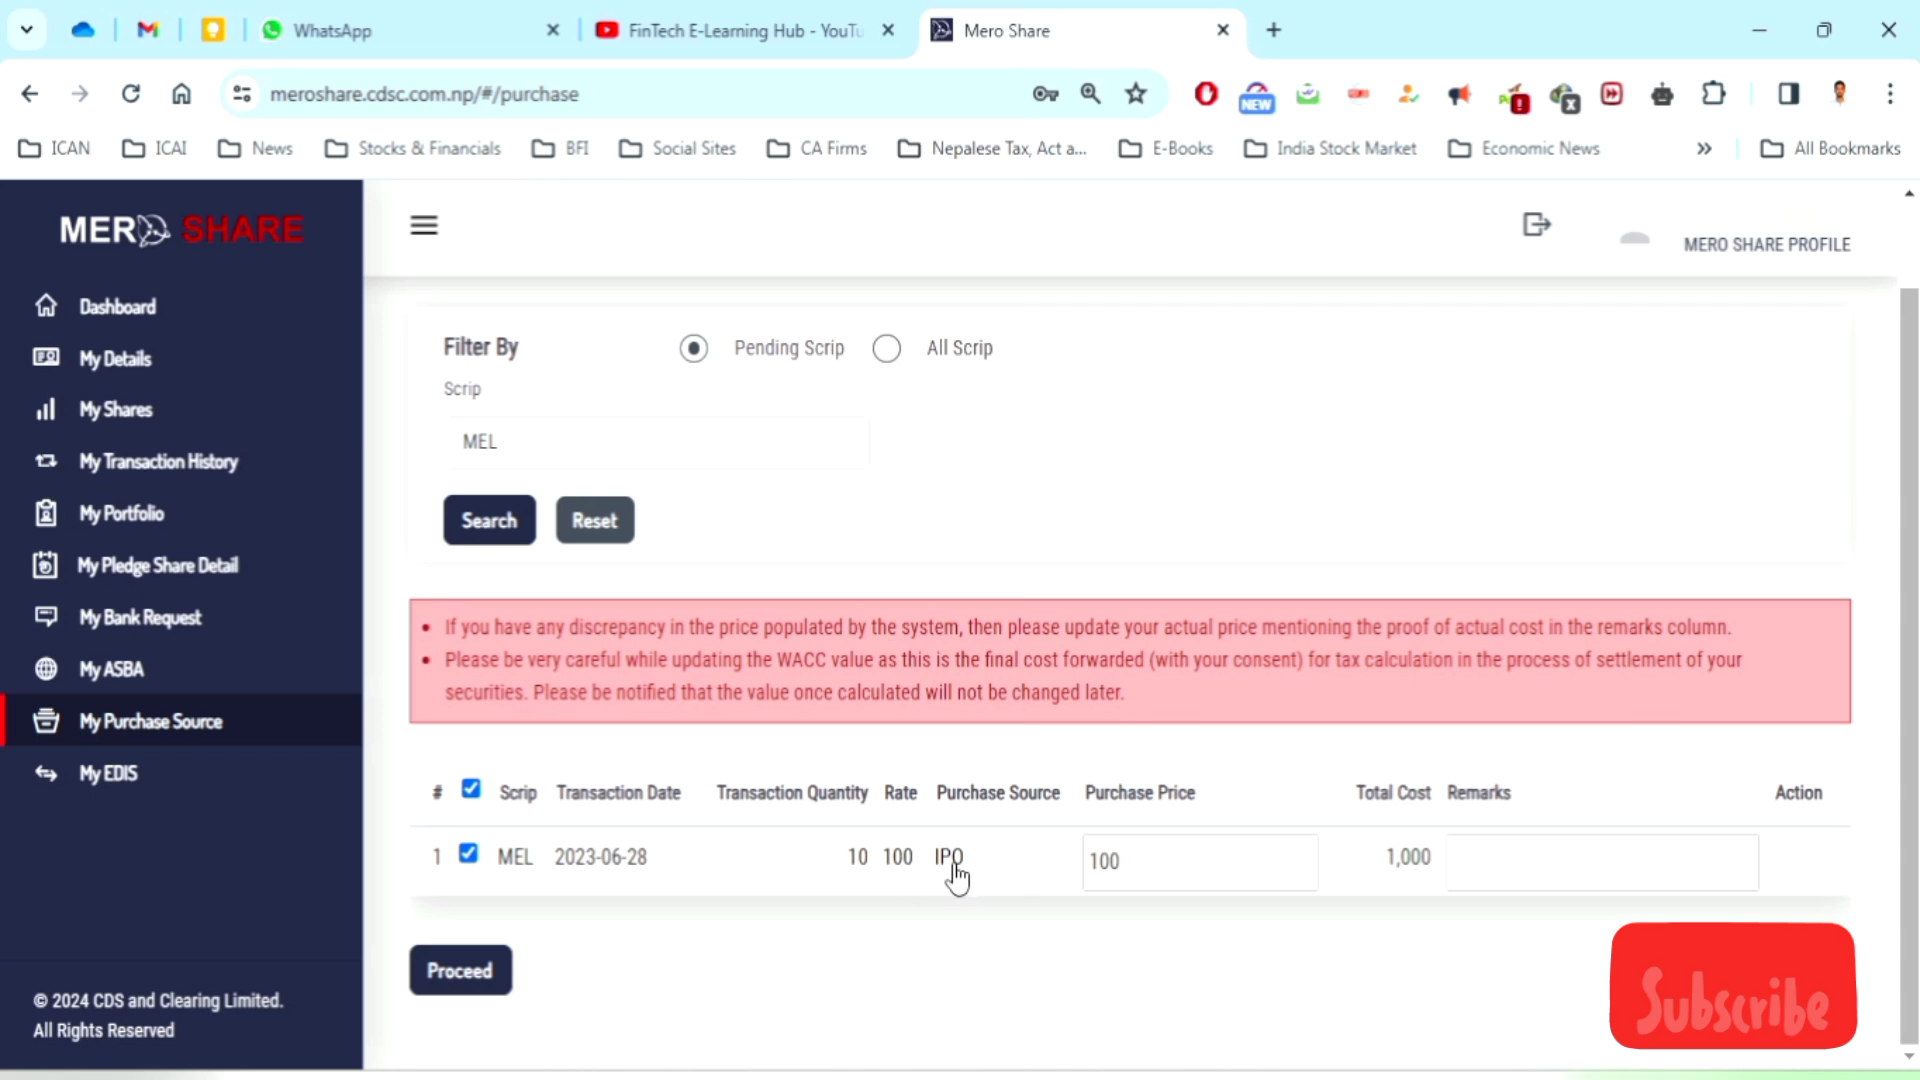 WhatsApp
FinTech E-Learning Hub - YouTu
Mero Share
meroshare.cdsc.com.np/#/purchase
NEW
ICAN
ICAI
News
Stocks & Financials
BFI
Social Sites
CA Firms
Nepalese Tax, Act a...
E-Books
India Stock Market
Economic News
All Bookmarks
MERO SHARE
MERO SHARE PROFILE
Dashboard
My Details
My Shares
My Transaction History
My Portfolio
My Pledge Share Detail
My Bank Request
My ASBA
My Purchase Source
My EDIS
© 2024 CDS and Clearing Limited.
All Rights Reserved
Filter By
Pending Scrip
All Scrip
Scrip
MEL
Search
Reset
If you have any discrepancy in the price populated by the system, then please update your actual price mentioning the proof of actual cost in the remarks column.
Please be very careful while updating the WACC value as this is the final cost forwarded (with your consent) for tax calculation in the process of settlement of your
securities. Please be notified that the value once calculated will not be changed later.
# Scrip Transaction Date Transaction Quantity Rate Purchase Source Purchase Price Total Cost Remarks Action
1 MEL 2023-06-28 10 100 IPO 100 1,000
Proceed
Subscribe